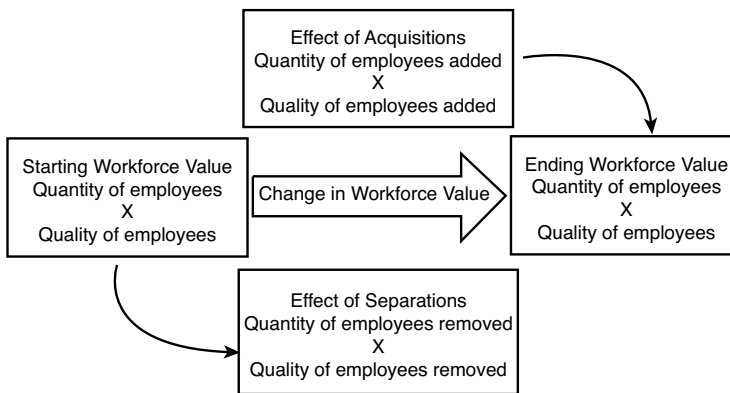 Effect of Acquisitions
Quantity of employees added
X
Quality of employees added
Starting Workforce Value
Quantity of employees
X
Quality of employees
Change in Workforce Value
Ending Workforce Value
Quantity of employees
X
Quality of employees
Effect of Separations
Quantity of employees removed
X
Quality of employees removed